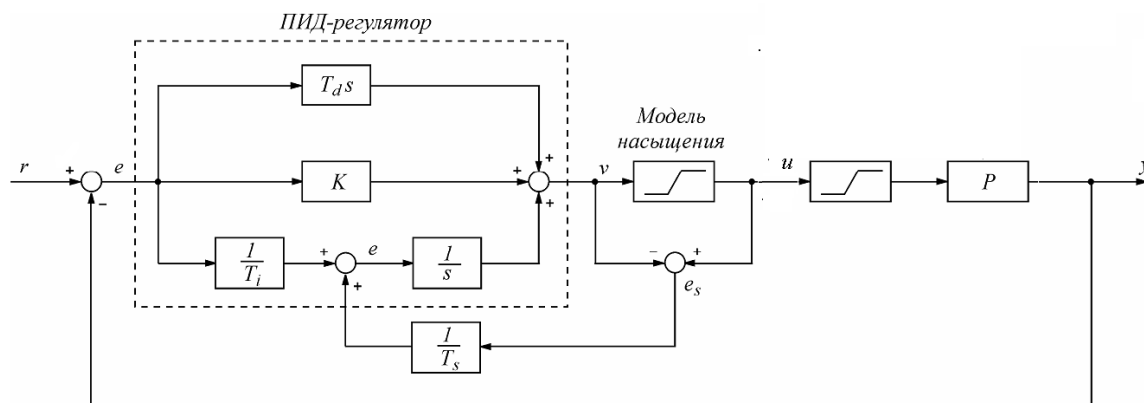 ПИД-регулятор
T_d s
Модель
насыщения
r
+
e
−
K
+
+
+
v
u
P
y
1
T_i
+
e
+
1
s
−
+
e_s
1
T_s